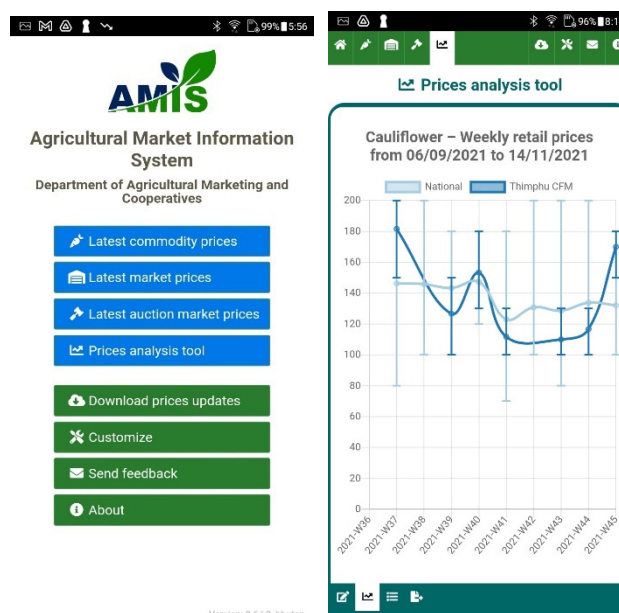 99% 5:56
AMIS
Agricultural Market Information
System
Department of Agricultural Marketing and
Cooperatives
Latest commodity prices
Latest market prices
Latest auction market prices
Prices analysis tool
Download prices updates
Customize
Send feedback
About
96% 8:1
Prices analysis tool
Cauliflower – Weekly retail prices
from 06/09/2021 to 14/11/2021
National
Thimphu CFM
200
180
160
140
120
100
80
60
40
20
0
2021-W36
2021-W37
2021-W38
2021-W39
2021-W40
2021-W41
2021-W42
2021-W43
2021-W44
2021-W45